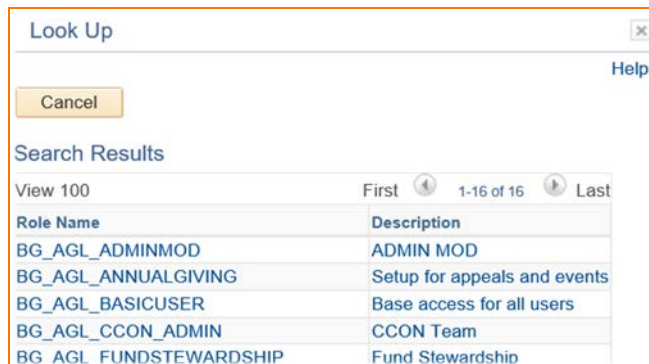 Look Up
Help
Cancel
Search Results
View 100 First 1-16 of 16 Last
Role Name Description
BG_AGL_ADMINMOD ADMIN MOD
BG_AGL_ANNUALGIVING Setup for appeals and events
BG_AGL_BASICUSER Base access for all users
BG_AGL_CCON_ADMIN CCON Team
BG_AGL_FUNDSTEWARDSHIP Fund Stewardship